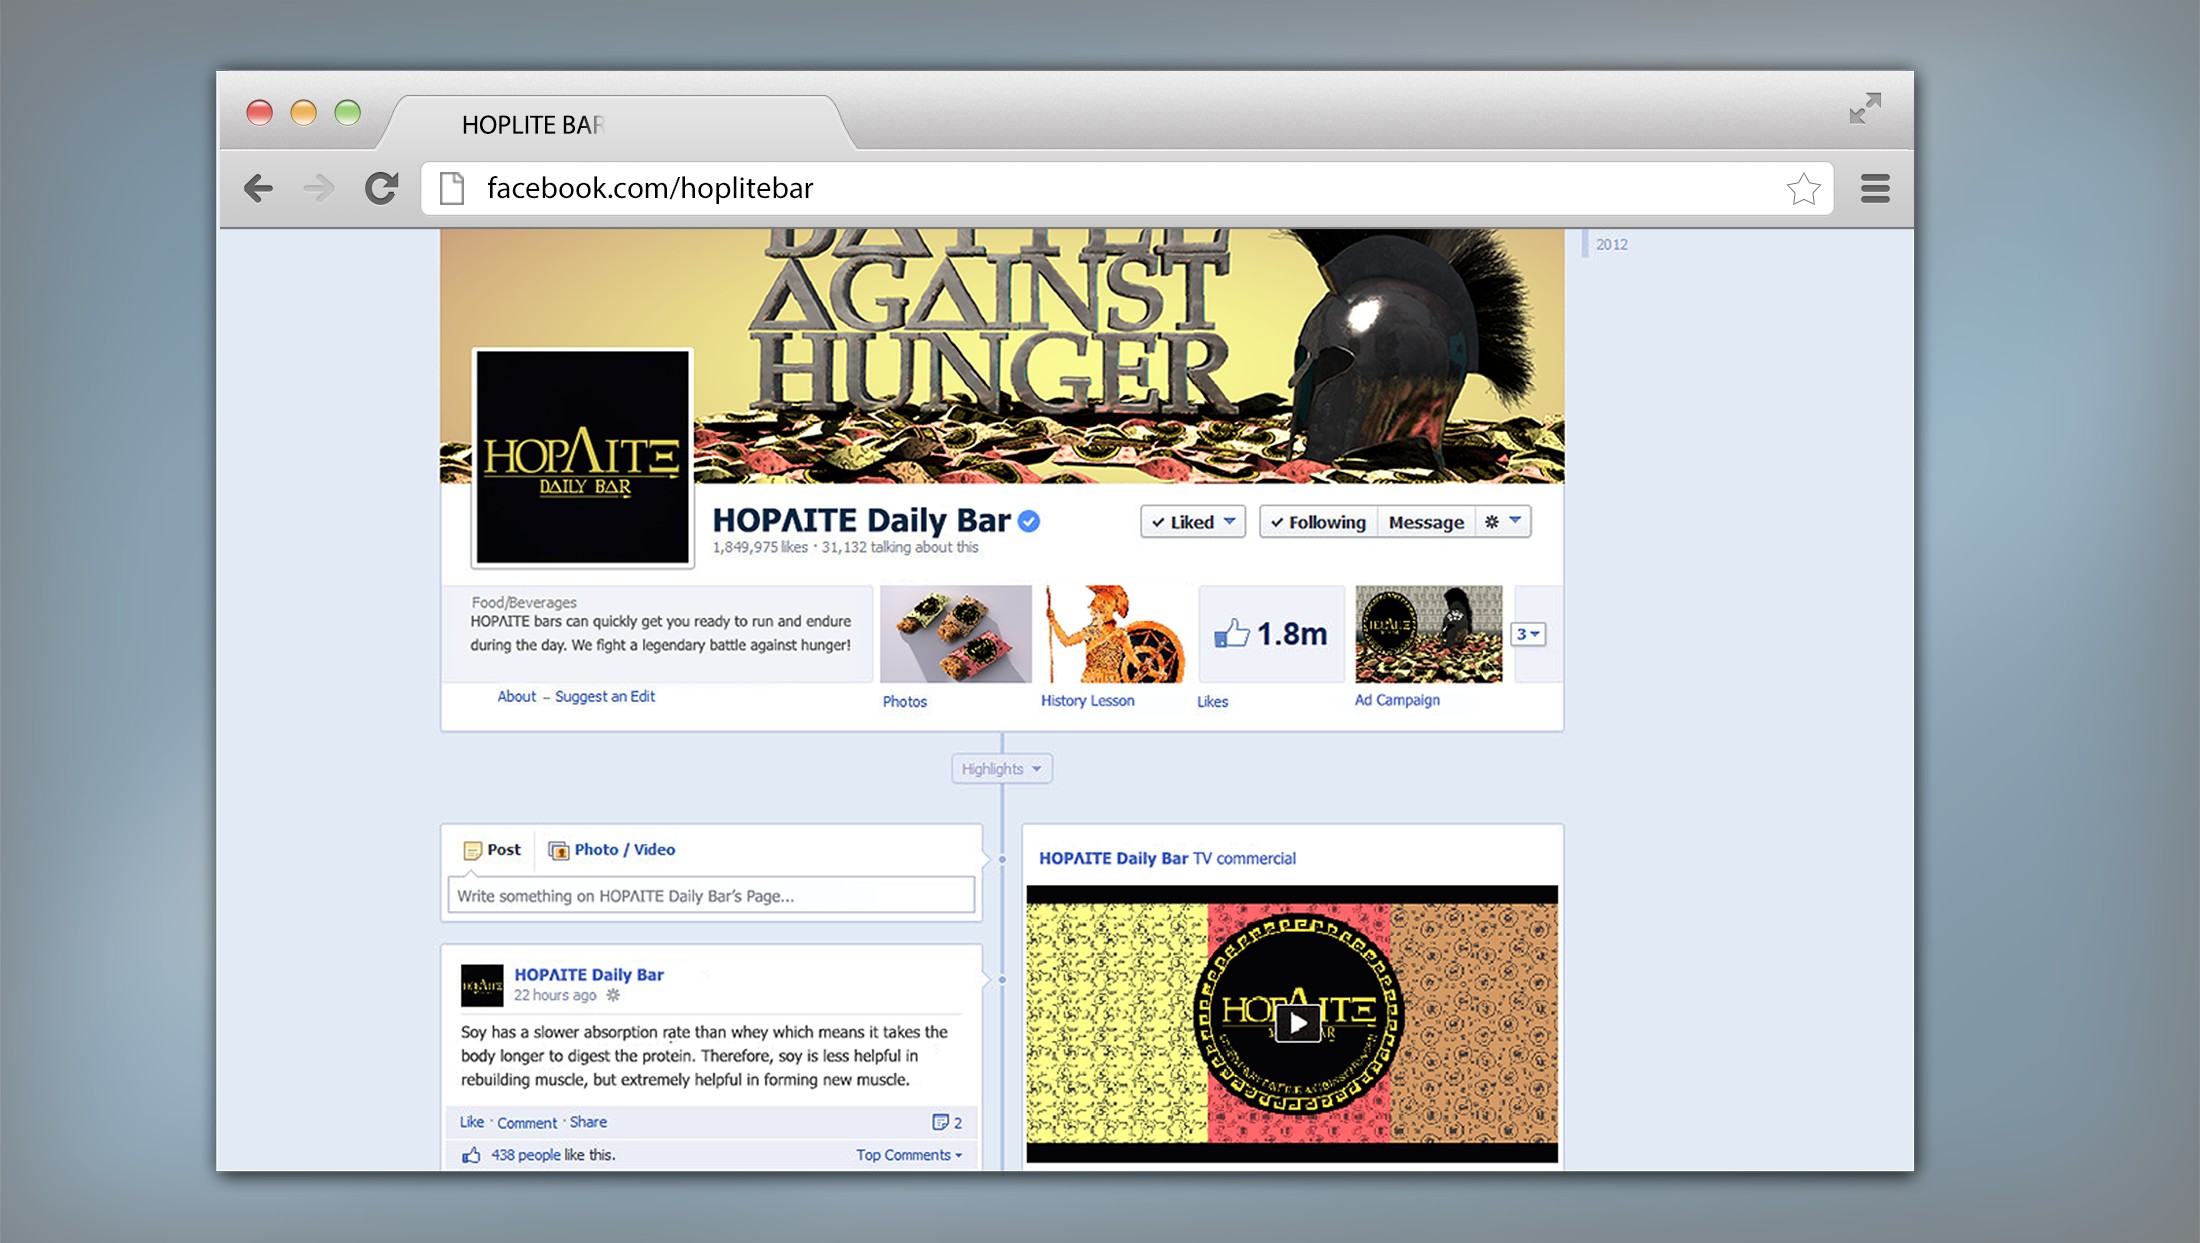 HOPLITE BAR
facebook.com/hoplitebar
2012
BATTLE
AGAINST
HUNGER
HOPΛITΞ
DAILY BAR
HOPΛITE Daily Bar
1,849,975 likes · 31,132 talking about this
✓ Liked
✓ Following
Message
Food/Beverages
HOPΛITE bars can quickly get you ready to run and endure
during the day. We fight a legendary battle against hunger!
About – Suggest an Edit
1.8m
3
Photos
History Lesson
Likes
Ad Campaign
Highlights
Post
Photo / Video
Write something on HOPΛITE Daily Bar's Page...
HOPΛITE Daily Bar
22 hours ago
Soy has a slower absorption rate than whey which means it takes the
body longer to digest the protein. Therefore, soy is less helpful in
rebuilding muscle, but extremely helpful in forming new muscle.
Like · Comment · Share
2
438 people like this.
Top Comments
HOPΛITE Daily Bar TV commercial
HOPΛITΞ